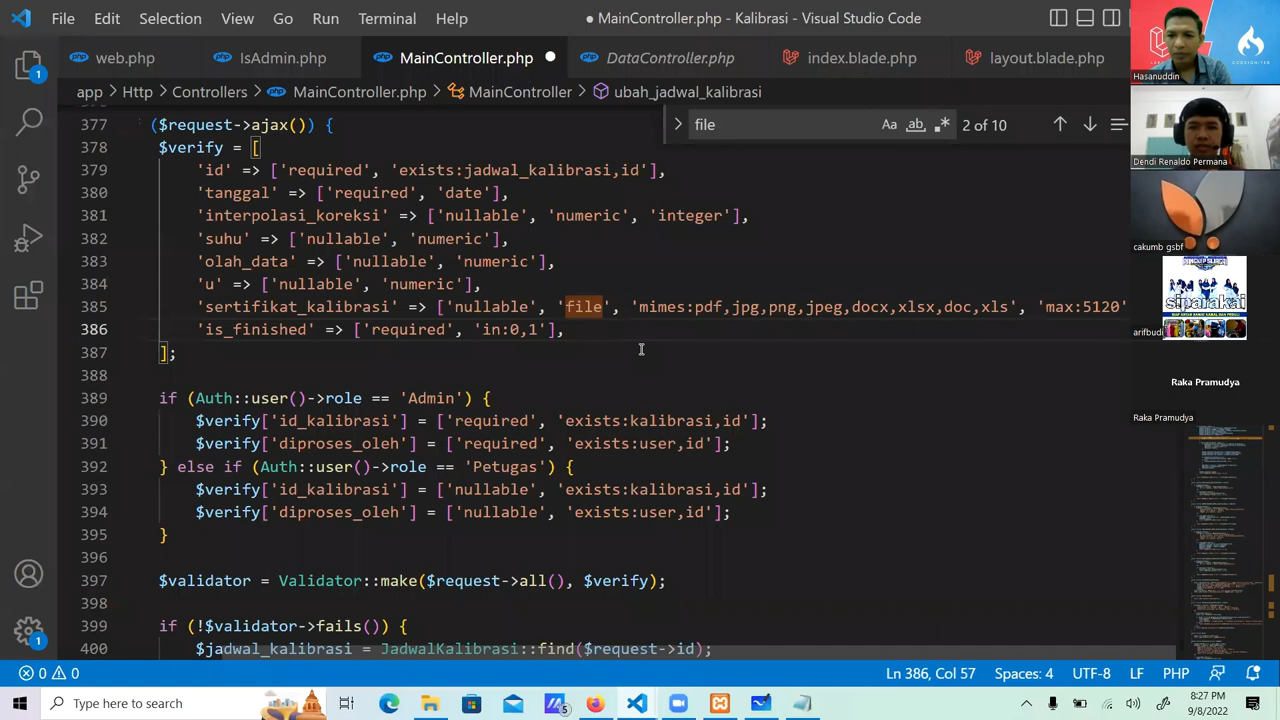 File Edit Selection View Go Run Terminal Help
● MainController.php - Kalibrasi - Visual Studio Code
web.php IsAdmin.php MainController.php DataController.php index.blade.php layout.blade.php
app > Http > Controllers > MainController.php > Maincontroller > ubah_jadwal_kalibrasi
file Aa ab 2 of 10
377 ($request->ajax()) {
378 $verify = [
379 'id' => ['required', 'exists:jadwal_kalibrasi,id'],
380 'tanggal' => ['required', 'date'],
381 'interpolasi_koreksi' => ['nullable', 'numeric', 'integer'],
382 'suhu' => ['nullable', 'numeric'],
383 'olah_data' => ['nullable', 'numeric'],
384 'u' => ['nullable', 'numeric'],
385 'sertifikat_kalibrasi' => ['nullable', 'file', 'mimes:pdf,jpg,png,jpeg,docx,xlsx,doc,xls', 'max:5120'
386 'is_finished' => ['required', 'in:0,1'],
387 ];
388
389 if (Auth::user()->role == 'Admin') {
390 $verify['id_kalibrasi'] = ['required', 'exists:kalibrasi,id'];
391 $verify['diproses_oleh'] = ['required', 'exists:user,id'];
392 } else if (Auth::user()->role == 'Petugas') {
393 $verify['id_kalibrasi'] = ['nullable', 'exists:kalibrasi,id'];
394 $verify['diproses_oleh'] = ['nullable', 'exists:user,id'];
395 }
396
397 $validator = Validator::make($request->all(), $verify);
398
399 if (!$validator->fails()) {
400 $jadwal_kalibrasi = JadwalKalibrasi::find($request->id);
Hasanuddin
Dendi Renaldo Permana
cakumb gsbf
siparakai
arifbudi
Raka Pramudya
Raka Pramudya
0 0 Ln 386, Col 57 Spaces: 4 UTF-8 LF PHP
Type here to search 5 8:27 PM
9/8/2022